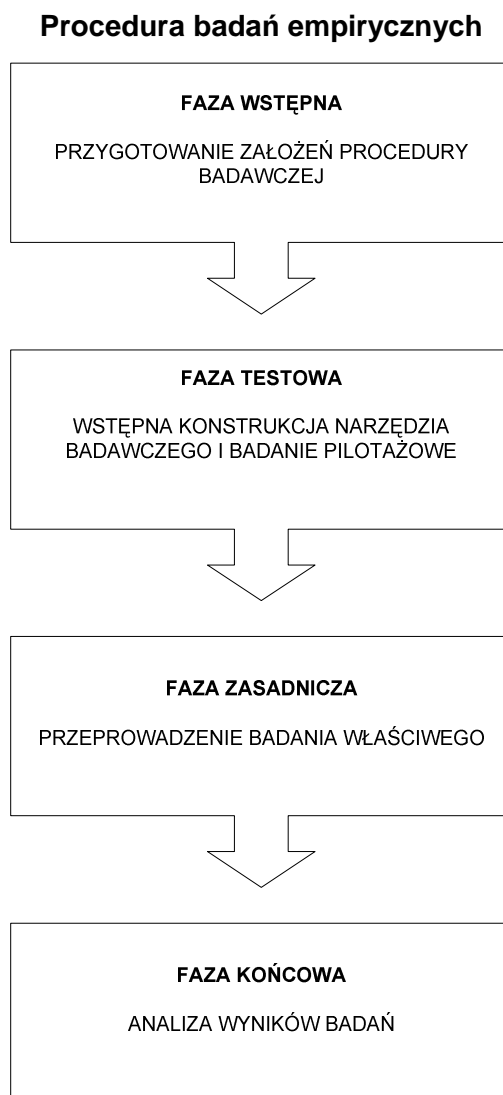 Procedura badań empirycznych
FAZA WSTĘPNA
PRZYGOTOWANIE ZAŁOŻEŃ PROCEDURY
BADAWCZEJ
FAZA TESTOWA
WSTĘPNA KONSTRUKCJA NARZĘDZIA
BADAWCZEGO I BADANIE PILOTAŻOWE
FAZA ZASADNICZA
PRZEPROWADZENIE BADANIA WŁAŚCIWEGO
FAZA KOŃCOWA
ANALIZA WYNIKÓW BADAŃ